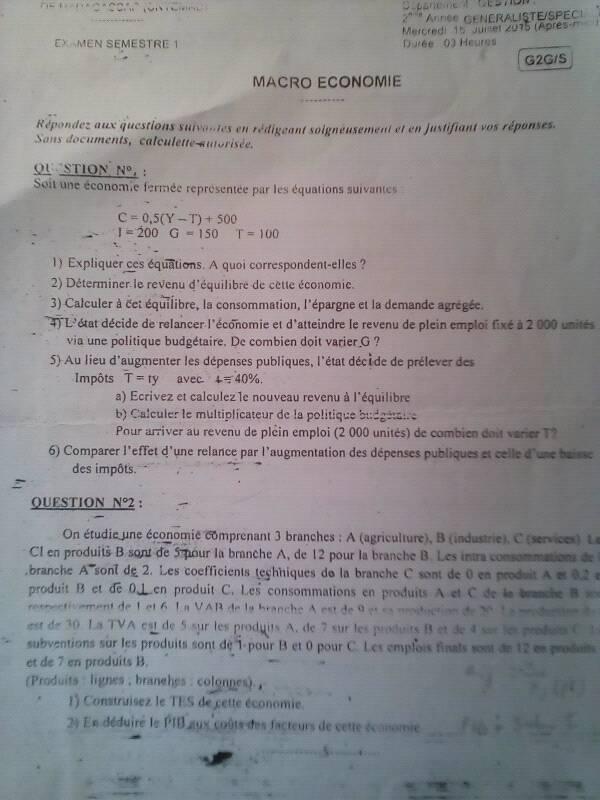 DE MADAGASCAR
EXAMEN SEMESTRE 1
Département GESTION
2ème Année GENERALISTE/SPECI
Mercredi 15 Juillet 2015 (Après-midi)
Durée 03 Heures
G2G/S
MACRO ECONOMIE
Répondez aux questions suivantes en rédigeant soigneusement et en justifiant vos réponses.
Sans documents, calculette autorisée.
QUESTION N°1 :
Soit une économie fermée représentée par les équations suivantes :
C = 0,5(Y – T) + 500
I = 200 G = 150 T = 100
1) Expliquer ces équations. A quoi correspondent-elles ?
2) Déterminer le revenu d'équilibre de cette économie.
3) Calculer à cet équilibre, la consommation, l'épargne et la demande agrégée.
4) L'état décide de relancer l'économie et d'atteindre le revenu de plein emploi fixé à 2 000 unités
via une politique budgétaire. De combien doit varier G ?
5) Au lieu d'augmenter les dépenses publiques, l'état décide de prélever des
Impôts T = ty avec t = 40%.
a) Ecrivez et calculez le nouveau revenu à l'équilibre
b) Calculer le multiplicateur de la politique budgétaire
Pour arriver au revenu de plein emploi (2 000 unités) de combien doit varier T?
6) Comparer l'effet d'une relance par l'augmentation des dépenses publiques et celle d'une baisse
des impôts.
QUESTION N°2 :
On étudie une économie comprenant 3 branches : A (agriculture), B (industrie), C (services). Le
CI en produits B sont de 5 pour la branche A, de 12 pour la branche B. Les intra consommations de
branche A sont de 2. Les coefficients techniques de la branche C sont de 0 en produit A et 0,2
produit B et de 0,1 en produit C. Les consommations en produits A et C de la branche B
respectivement de 1 et 6. La VAB de la branche A est de 9 et sa production de 20. La production
est de 30. La TVA est de 5 sur les produits A, de 7 sur les produits B et de 4 sur les produits C.
subventions sur les produits sont de 1 pour B et 0 pour C. Les emplois finals sont de 12 en produits
et de 7 en produits B.
(Produits : lignes ; branches : colonnes).
1) Construisez le TES de cette économie.
2) En déduire le PIB aux coûts des facteurs de cette économie